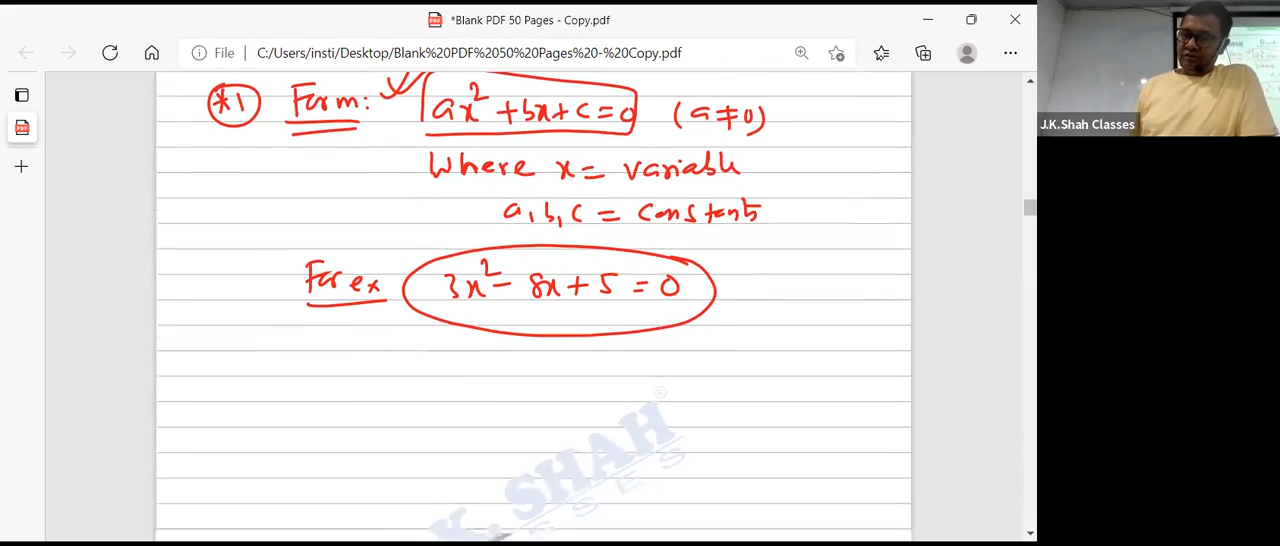 *Blank PDF 50 Pages - Copy.pdf
File C:/Users/insti/Desktop/Blank%20PDF%2050%20Pages%20-%20Copy.pdf
*1 Form: ax² + bx + c = 0 (a ≠ 0)
Where x = variable
a, b, c = constants
For ex 3x² - 8x + 5 = 0
J.K.Shah Classes
K. SHAH ®